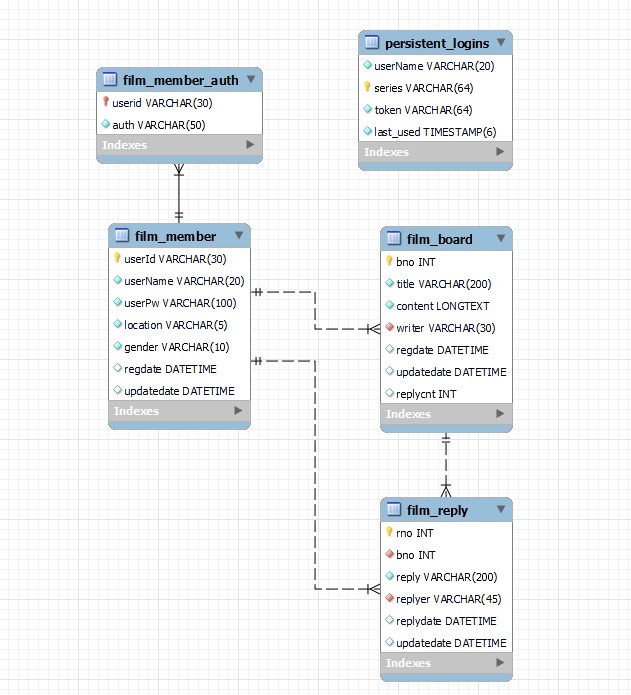 film_member_auth
userid VARCHAR(30)
auth VARCHAR(50)
Indexes
persistent_logins
userName VARCHAR(20)
series VARCHAR(64)
token VARCHAR(64)
last_used TIMESTAMP(6)
Indexes
film_member
userId VARCHAR(30)
userName VARCHAR(20)
userPw VARCHAR(100)
location VARCHAR(5)
gender VARCHAR(10)
regdate DATETIME
updatedate DATETIME
Indexes
film_board
bno INT
title VARCHAR(200)
content LONGTEXT
writer VARCHAR(30)
regdate DATETIME
updatedate DATETIME
replycnt INT
Indexes
film_reply
rno INT
bno INT
reply VARCHAR(200)
replyer VARCHAR(45)
replydate DATETIME
updatedate DATETIME
Indexes